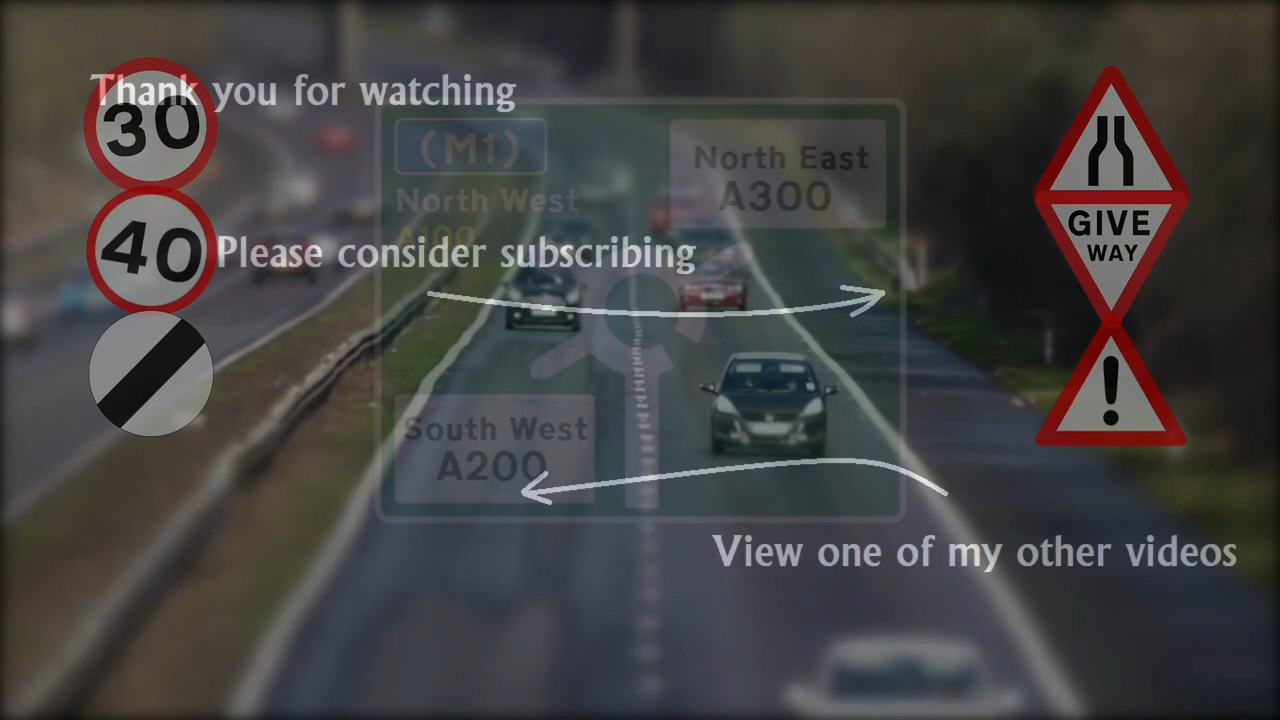 Thank you for watching
30
(M1)
North West
A100
North East
A300
40
Please consider subscribing
GIVE
WAY
!
South West
A200
View one of my other videos